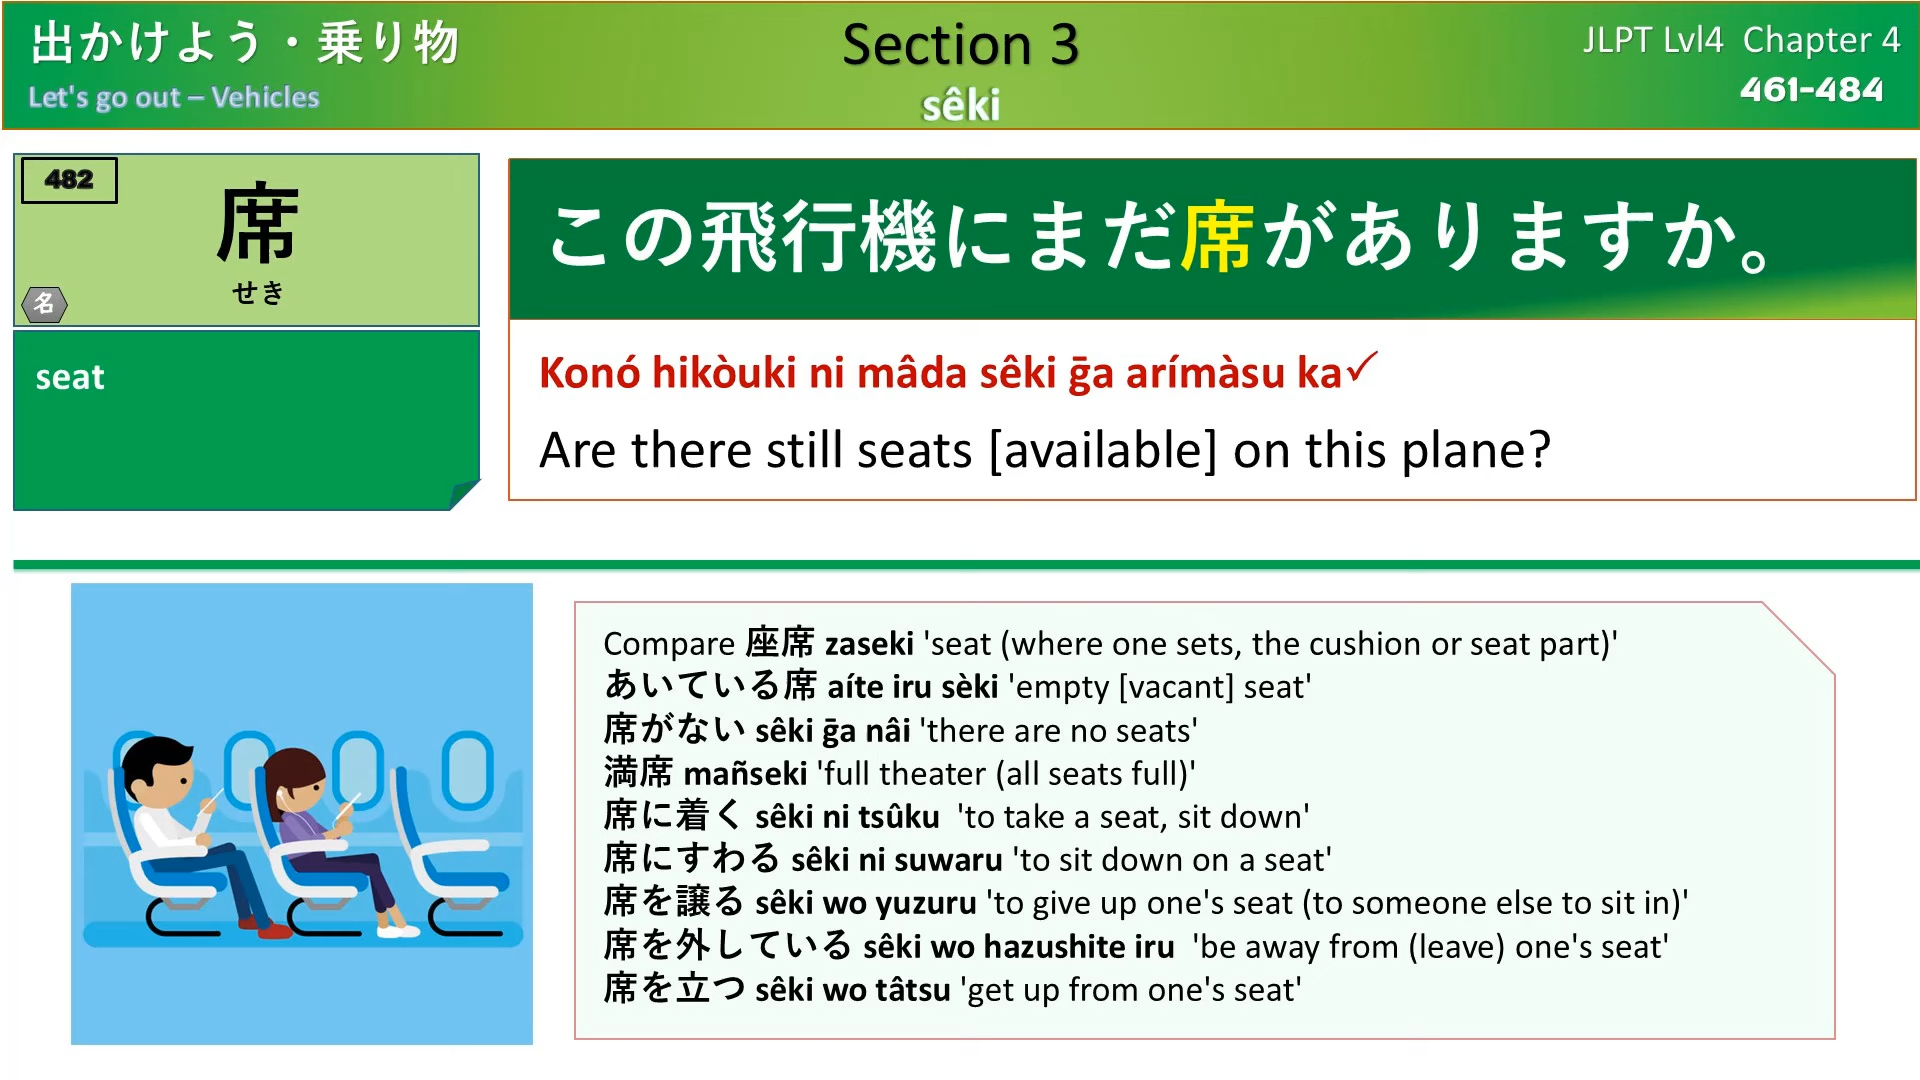 出かけよう・乗り物
Let's go out – Vehicles
Section 3
sêki
JLPT Lvl4 Chapter 4
461-484
482
席
せき
名
seat
この飛行機にまだ席がありますか。
Konó hikòuki ni mâda sêki ḡa arímàsu ka✓
Are there still seats [available] on this plane?
Compare 座席 zaseki 'seat (where one sets, the cushion or seat part)'
あいている席 aíte iru sèki 'empty [vacant] seat'
席がない sêki ḡa nâi 'there are no seats'
満席 mañseki 'full theater (all seats full)'
席に着く sêki ni tsûku 'to take a seat, sit down'
席にすわる sêki ni suwaru 'to sit down on a seat'
席を譲る sêki wo yuzuru 'to give up one's seat (to someone else to sit in)'
席を外している sêki wo hazushite iru 'be away from (leave) one's seat'
席を立つ sêki wo tâtsu 'get up from one's seat'